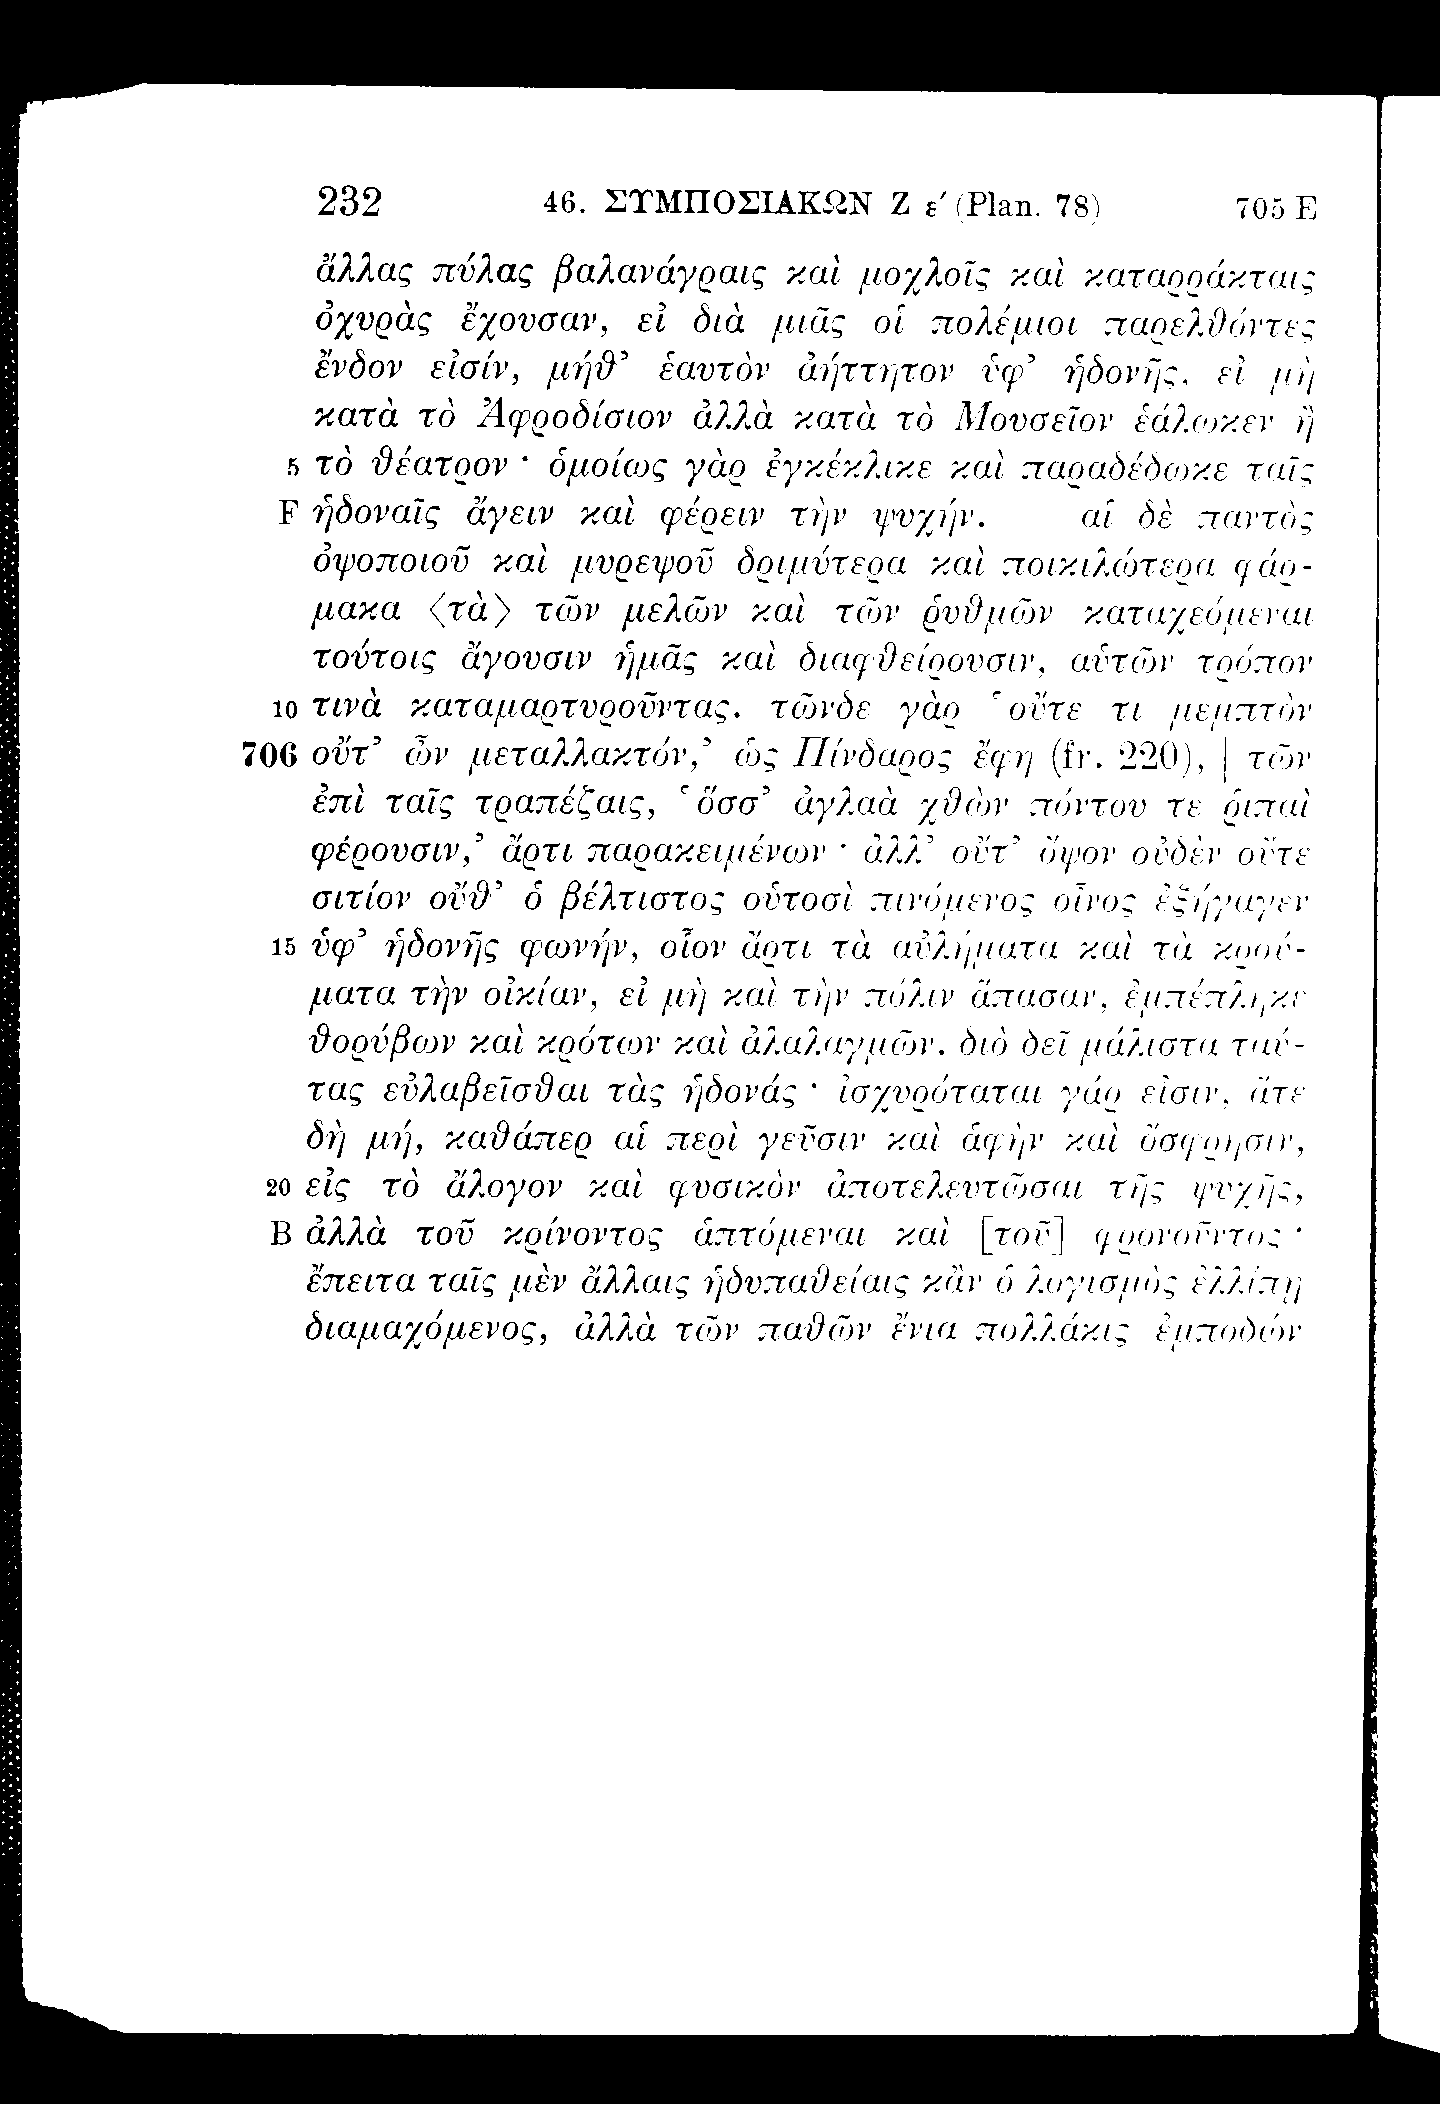 232 46. ΣΥΜΠΟΣΙΑΚΩΝ Ζ ε΄ (Plan. 78) 705 E
ἄλλας πύλας βαλανάγραις καὶ μοχλοῖς καὶ καταρράκταις
ὀχυρὰς ἔχουσαν, εἰ διὰ μιᾶς οἱ πολέμιοι παρελθόντες
ἔνδον εἰσίν, μήθ’ ἑαυτὸν ἀήττητον ὑφ’ ἡδονῆς, εἰ μὴ
κατὰ τὸ Ἀφροδίσιον ἀλλὰ κατὰ τὸ Μουσεῖον ἑάλωκεν ἢ
5 τὸ θέατρον · ὁμοίως γὰρ ἐγκέκλικε καὶ παραδέδωκε ταῖς
F ἡδοναῖς ἄγειν καὶ φέρειν τὴν ψυχήν. αἱ δὲ παντὸς
ὀψοποιοῦ καὶ μυρεψοῦ δριμύτερα καὶ ποικιλώτερα φάρ-
μακα ⟨τὰ⟩ τῶν μελῶν καὶ τῶν ῥυθμῶν καταχεόμεναι
τούτοις ἄγουσιν ἡμᾶς καὶ διαφθείρουσιν, αὑτῶν τρόπον
10 τινὰ καταμαρτυροῦντας. τῶνδε γὰρ ‘οὔτε τι μεμπτὸν
706 οὔτ’ ὦν μεταλλακτόν,’ ὡς Πίνδαρος ἔφη (fr. 220), | τῶν
ἐπὶ ταῖς τραπέζαις, ‘ὅσσ’ ἀγλαὰ χθὼν πόντου τε ῥιπαὶ
φέρουσιν,’ ἄρτι παρακειμένων · ἀλλ’ οὔτ’ ὄψον οὐδὲν οὔτε
σιτίον οὔθ’ ὁ βέλτιστος οὑτοσὶ πινόμενος οἶνος ἐξήγαγεν
15 ὑφ’ ἡδονῆς φωνήν, οἷον ἄρτι τὰ αὐλήματα καὶ τὰ κρού-
ματα τὴν οἰκίαν, εἰ μὴ καὶ τὴν πόλιν ἅπασαν, ἐμπέπληκε
θορύβων καὶ κρότων καὶ ἀλαλαγμῶν. διὸ δεῖ μάλιστα ταύ-
τας εὐλαβεῖσθαι τὰς ἡδονάς · ἰσχυρόταται γάρ εἰσιν, ἅτε
δὴ μή, καθάπερ αἱ περὶ γεῦσιν καὶ ἁφὴν καὶ ὄσφρησιν,
20 εἰς τὸ ἄλογον καὶ φυσικὸν ἀποτελευτῶσαι τῆς ψυχῆς,
B ἀλλὰ τοῦ κρίνοντος ἁπτόμεναι καὶ [τοῦ] φρονοῦντος ·
ἔπειτα ταῖς μὲν ἄλλαις ἡδυπαθείαις κἂν ὁ λογισμὸς ἐλλίπῃ
διαμαχόμενος, ἀλλὰ τῶν παθῶν ἔνια πολλάκις ἐμποδὼν